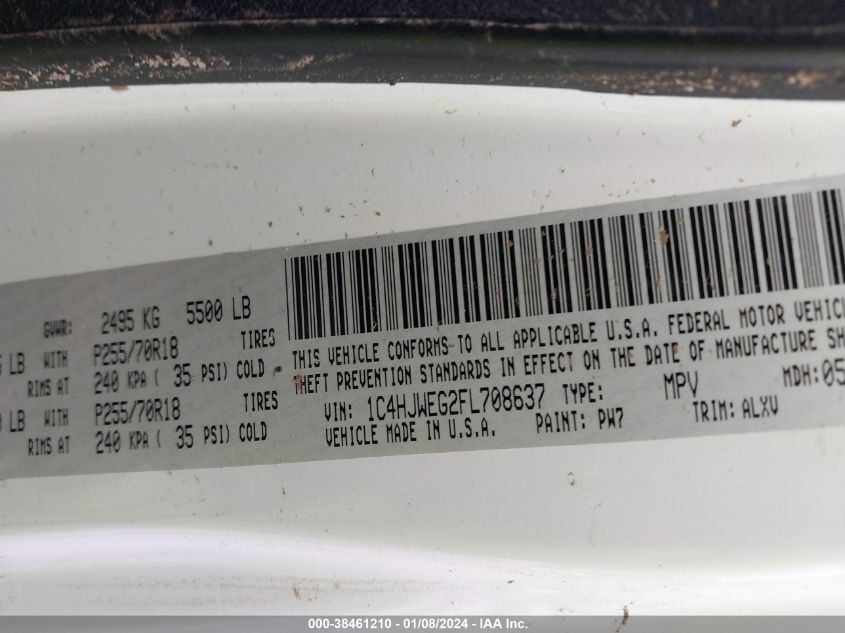 GVWR: 2495 KG 5500 LB
LB WITH P255/70R18 TIRES
RIMS AT 240 KPA ( 35 PSI) COLD
LB WITH P255/70R18 TIRES
RIMS AT 240 KPA ( 35 PSI) COLD
THIS VEHICLE CONFORMS TO ALL APPLICABLE U.S.A. FEDERAL MOTOR VEHICL
THEFT PREVENTION STANDARDS IN EFFECT ON THE DATE OF MANUFACTURE SH
VIN: 1C4HJWEG2FL708637 TYPE: MPV MDH:05
VEHICLE MADE IN U.S.A. PAINT: PW7 TRIM: ALXV
000-38461210 - 01/08/2024 - IAA Inc.